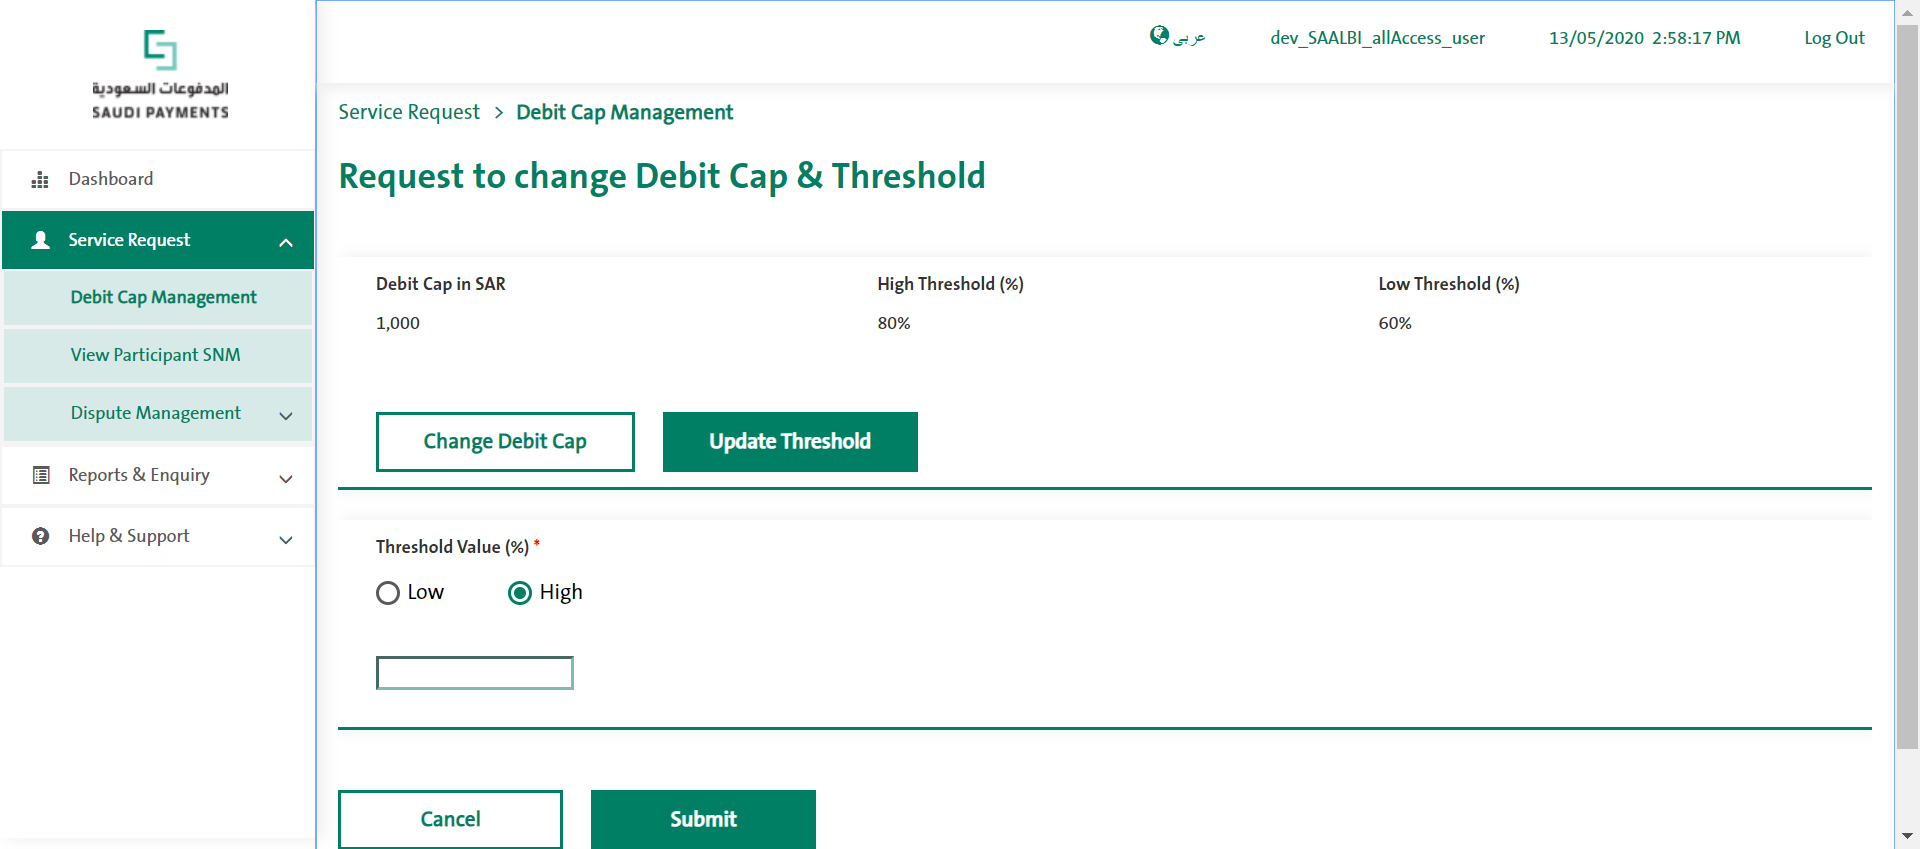 المدفوعات السعودية
SAUDI PAYMENTS
عربي
dev_SAALBI_allAccess_user
13/05/2020 2:58:17 PM
Log Out
Dashboard
Service Request
Debit Cap Management
View Participant SNM
Dispute Management
Reports & Enquiry
Help & Support
Service Request > Debit Cap Management
Request to change Debit Cap & Threshold
Debit Cap in SAR
High Threshold (%)
Low Threshold (%)
1,000
80%
60%
Change Debit Cap
Update Threshold
Threshold Value (%) *
Low
High
Cancel
Submit